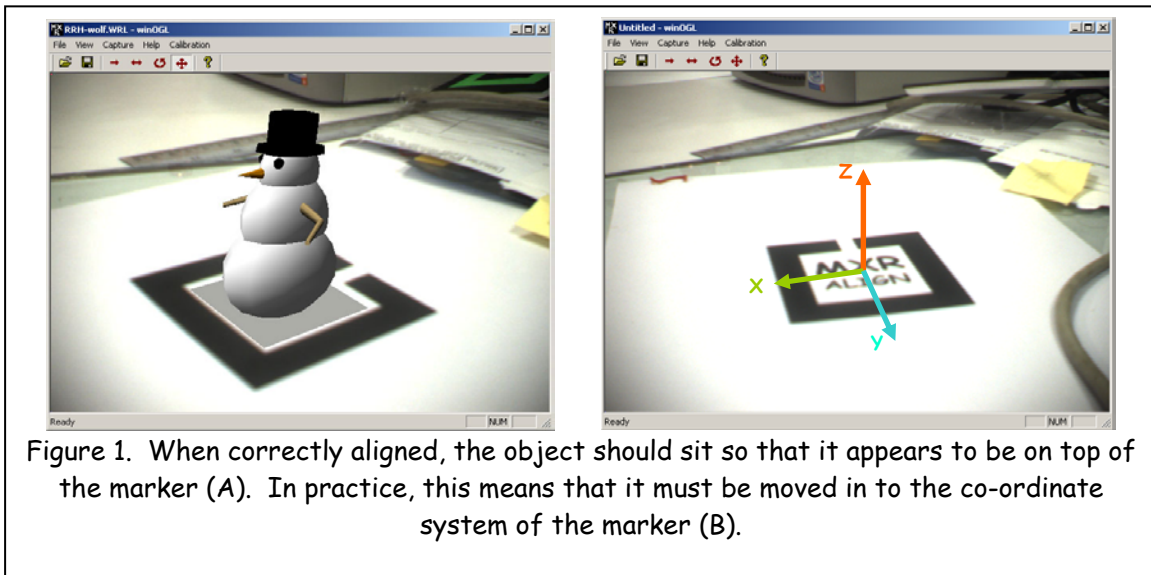 RRH-wolf.WRL - winOGL
File View Capture Help Calibration
Ready
NUM
Untitled - winOGL
File View Capture Help Calibration
Z
MXR
ALIGN
X
y
Ready
NUM
Figure 1. When correctly aligned, the object should sit so that it appears to be on top of
the marker (A). In practice, this means that it must be moved in to the co-ordinate
system of the marker (B).